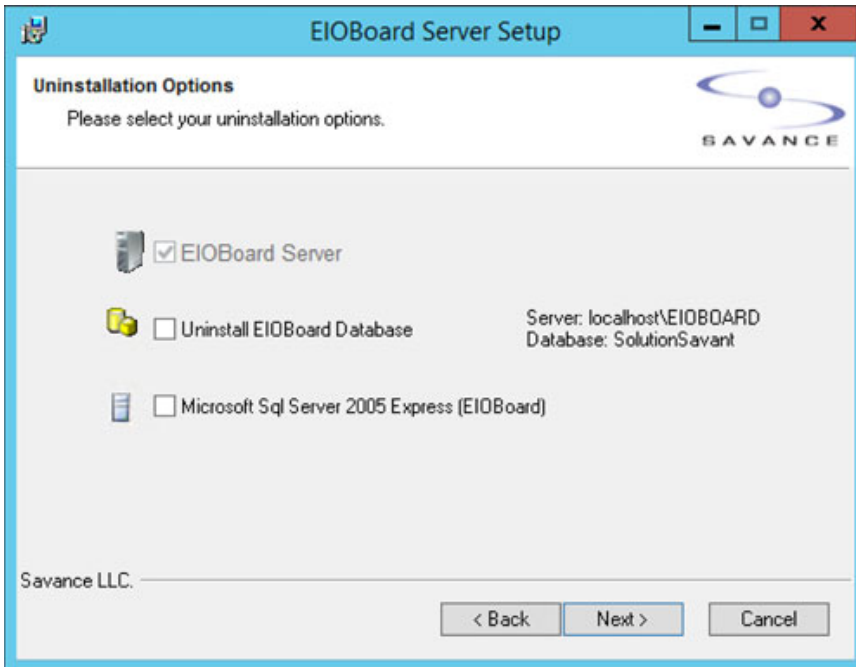 EIOBoard Server Setup
Uninstallation Options
Please select your uninstallation options.
SAVANCE
EIOBoard Server
Uninstall EIOBoard Database
Server: localhost\EIOBOARD
Database: SolutionSavant
Microsoft Sql Server 2005 Express (EIOBoard)
Savance LLC.
< Back
Next >
Cancel